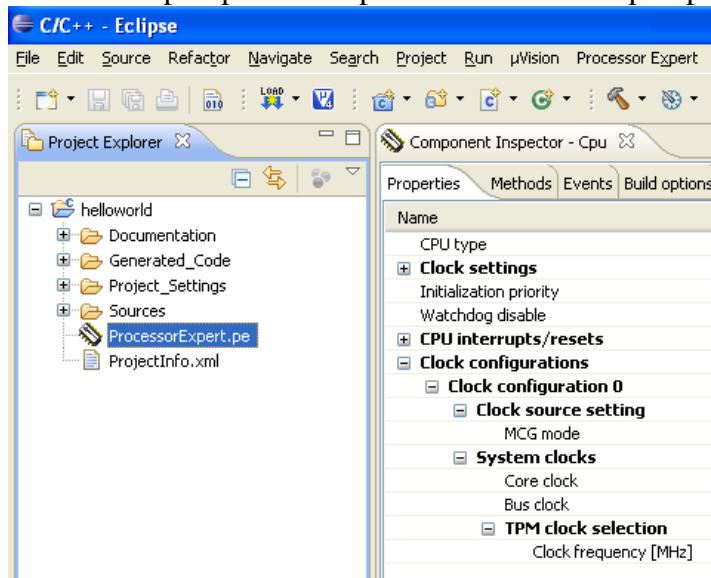 C/C++ - Eclipse
File Edit Source Refactor Navigate Search Project Run µVision Processor Expert
010
LOAD
Project Explorer
helloworld
Documentation
Generated_Code
Project_Settings
Sources
ProcessorExpert.pe
ProjectInfo.xml
Component Inspector - Cpu
Properties Methods Events Build options
Name
CPU type
Clock settings
Initialization priority
Watchdog disable
CPU interrupts/resets
Clock configurations
Clock configuration 0
Clock source setting
MCG mode
System clocks
Core clock
Bus clock
TPM clock selection
Clock frequency [MHz]